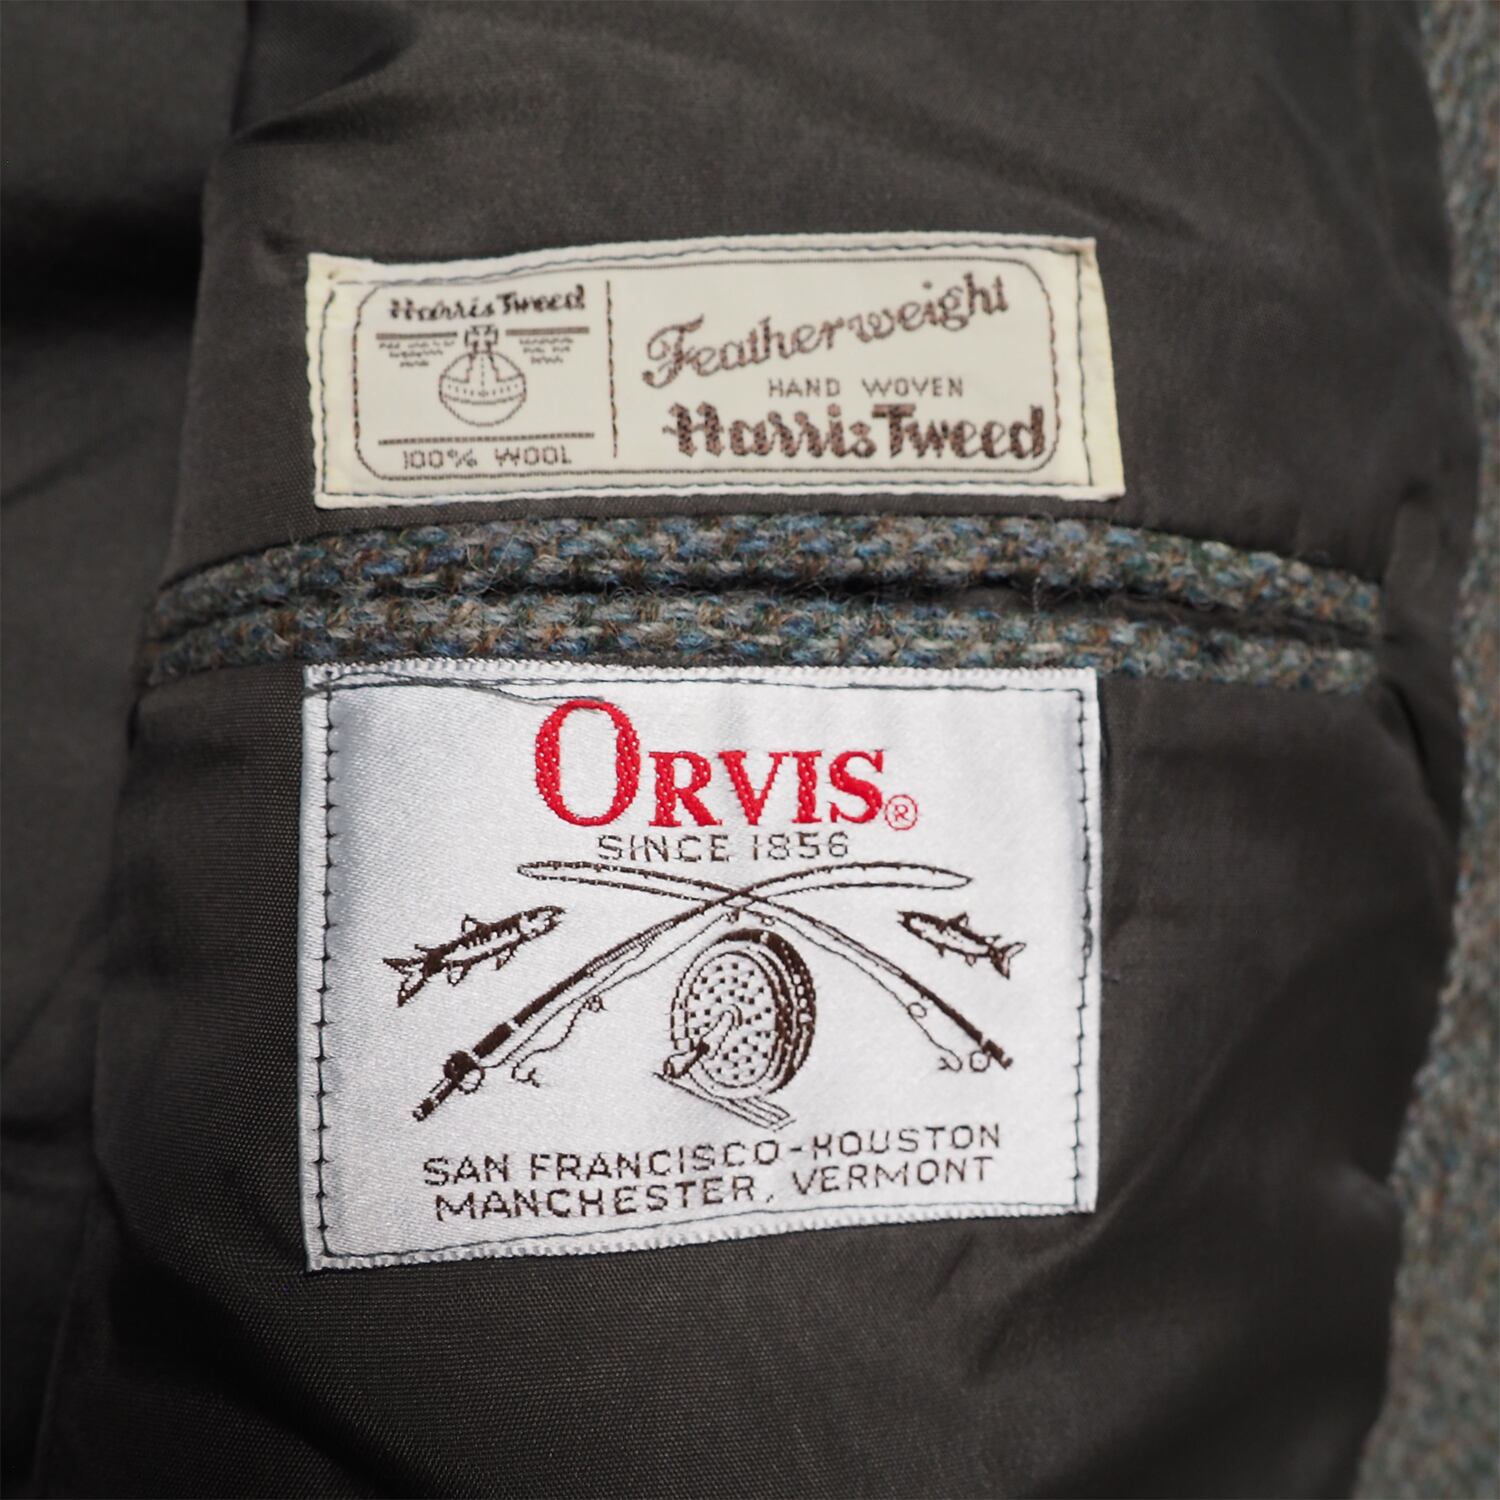 Harris Tweed
100% WOOL
Featherweight
HAND WOVEN
Harris Tweed
ORVIS®
SINCE 1856
SAN FRANCISCO-HOUSTON
MANCHESTER, VERMONT